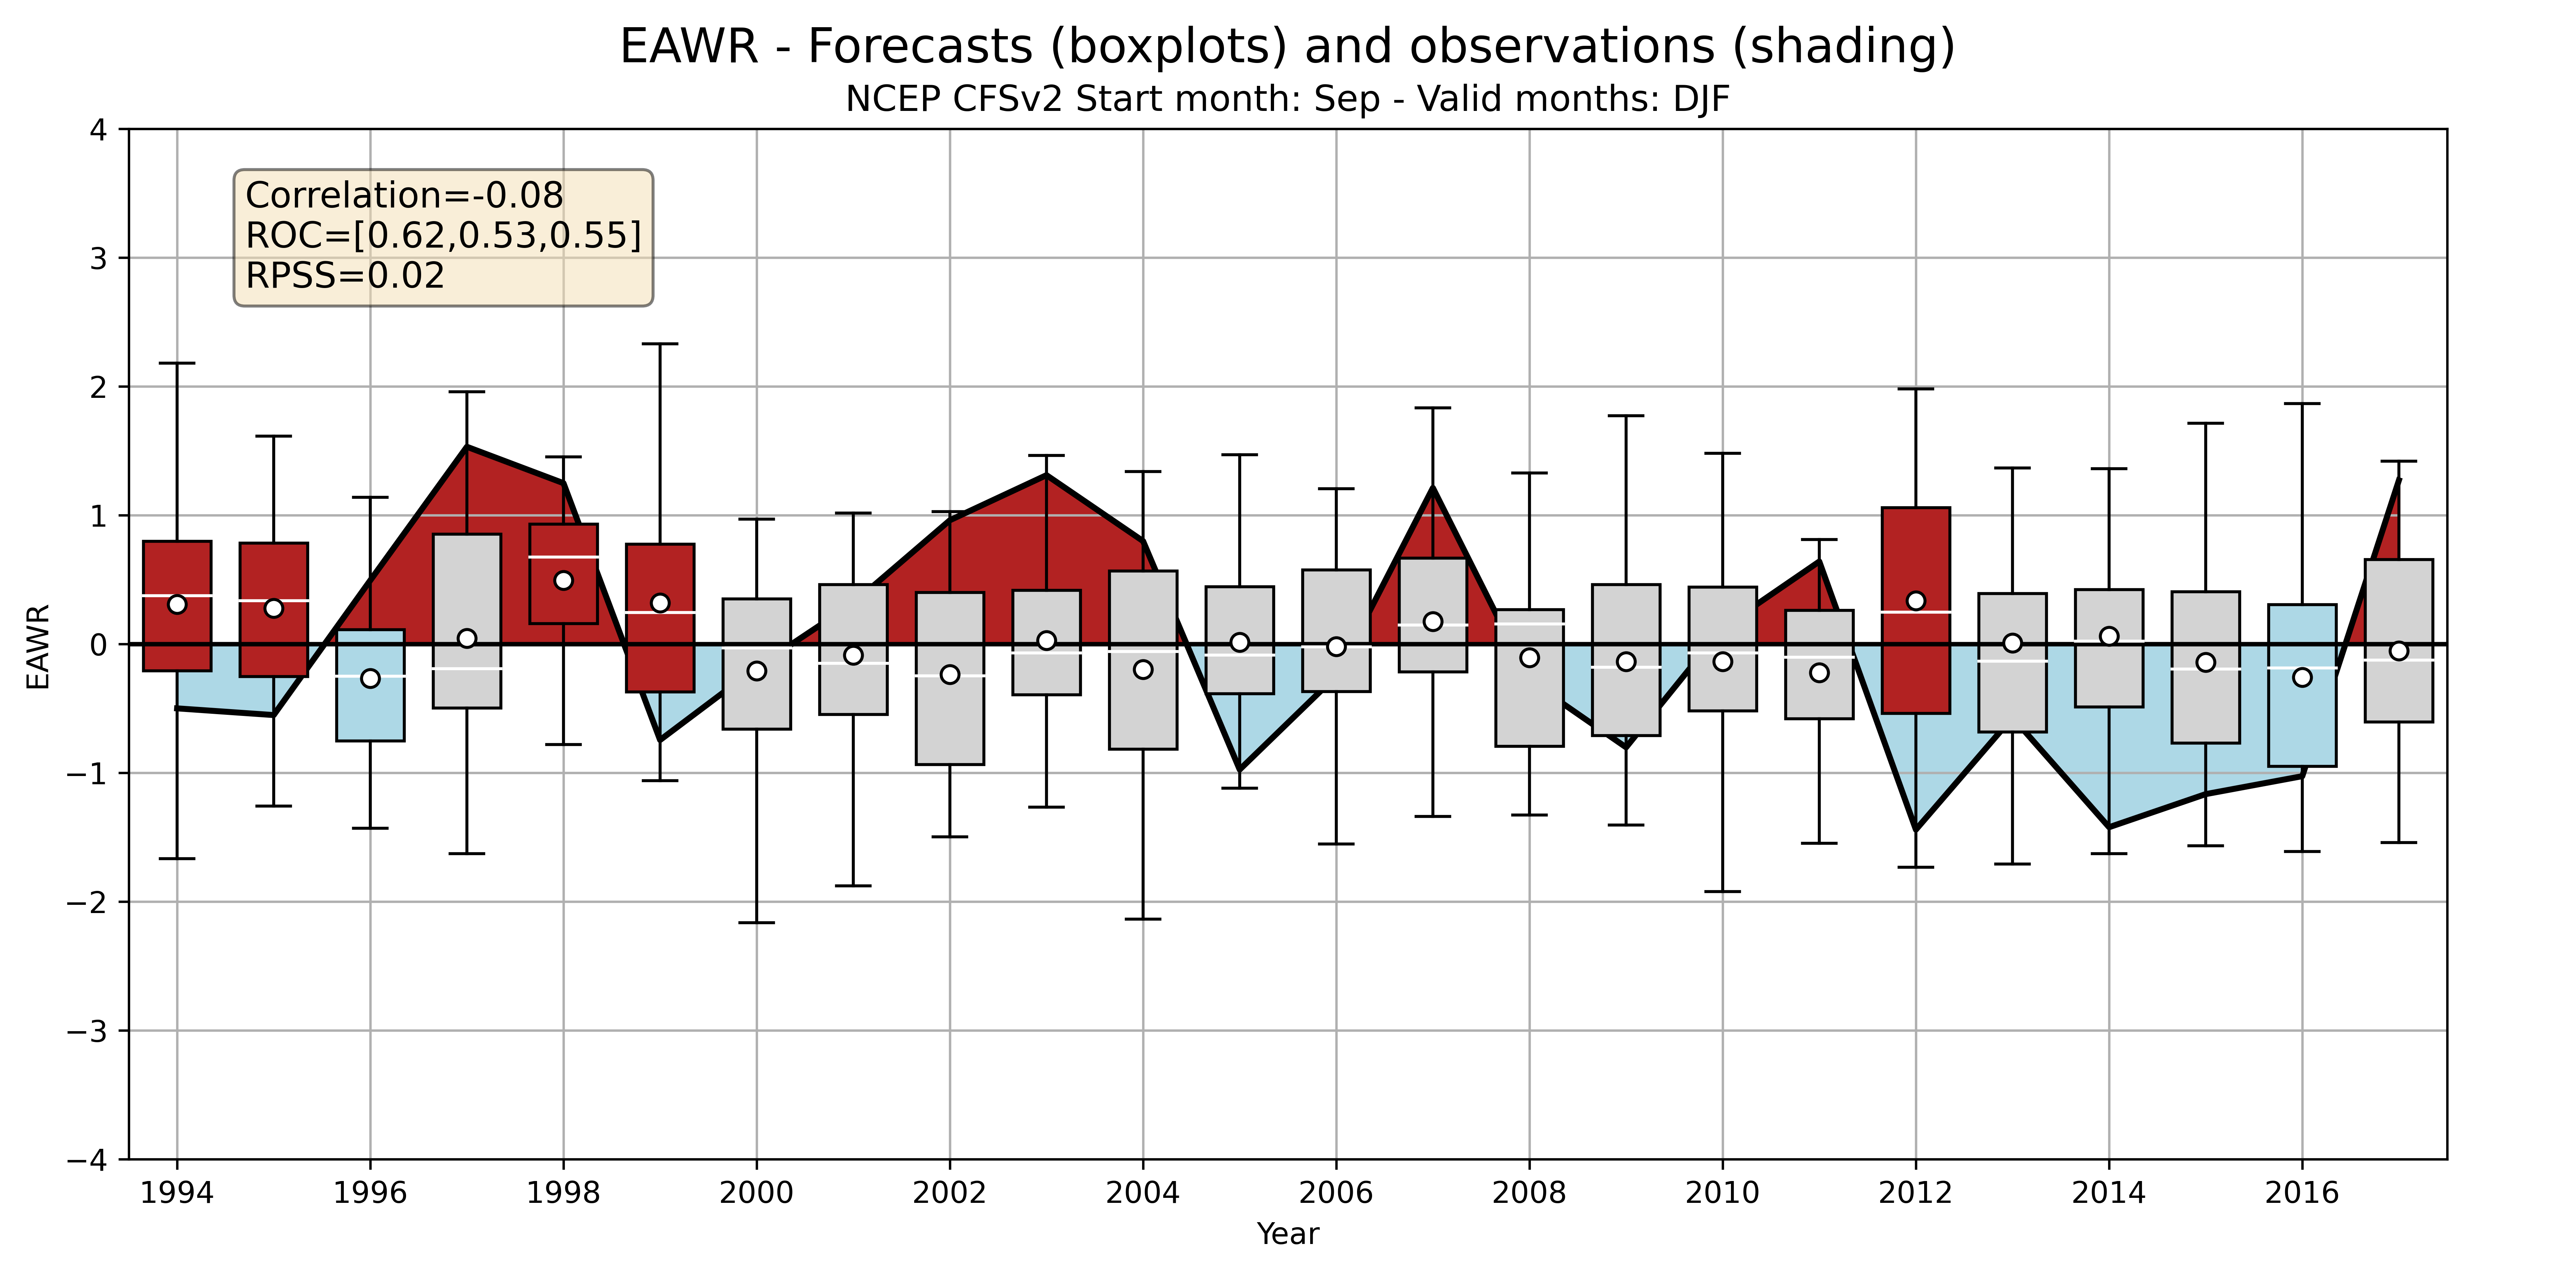 EAWR - Forecasts (boxplots) and observations (shading)
NCEP CFSv2 Start month: Sep - Valid months: DJF
Correlation=-0.08
ROC=[0.62,0.53,0.55]
RPSS=0.02
EAWR
4
3
2
1
0
−1
−2
−3
−4
1994 1996 1998 2000 2002 2004 2006 2008 2010 2012 2014 2016
Year